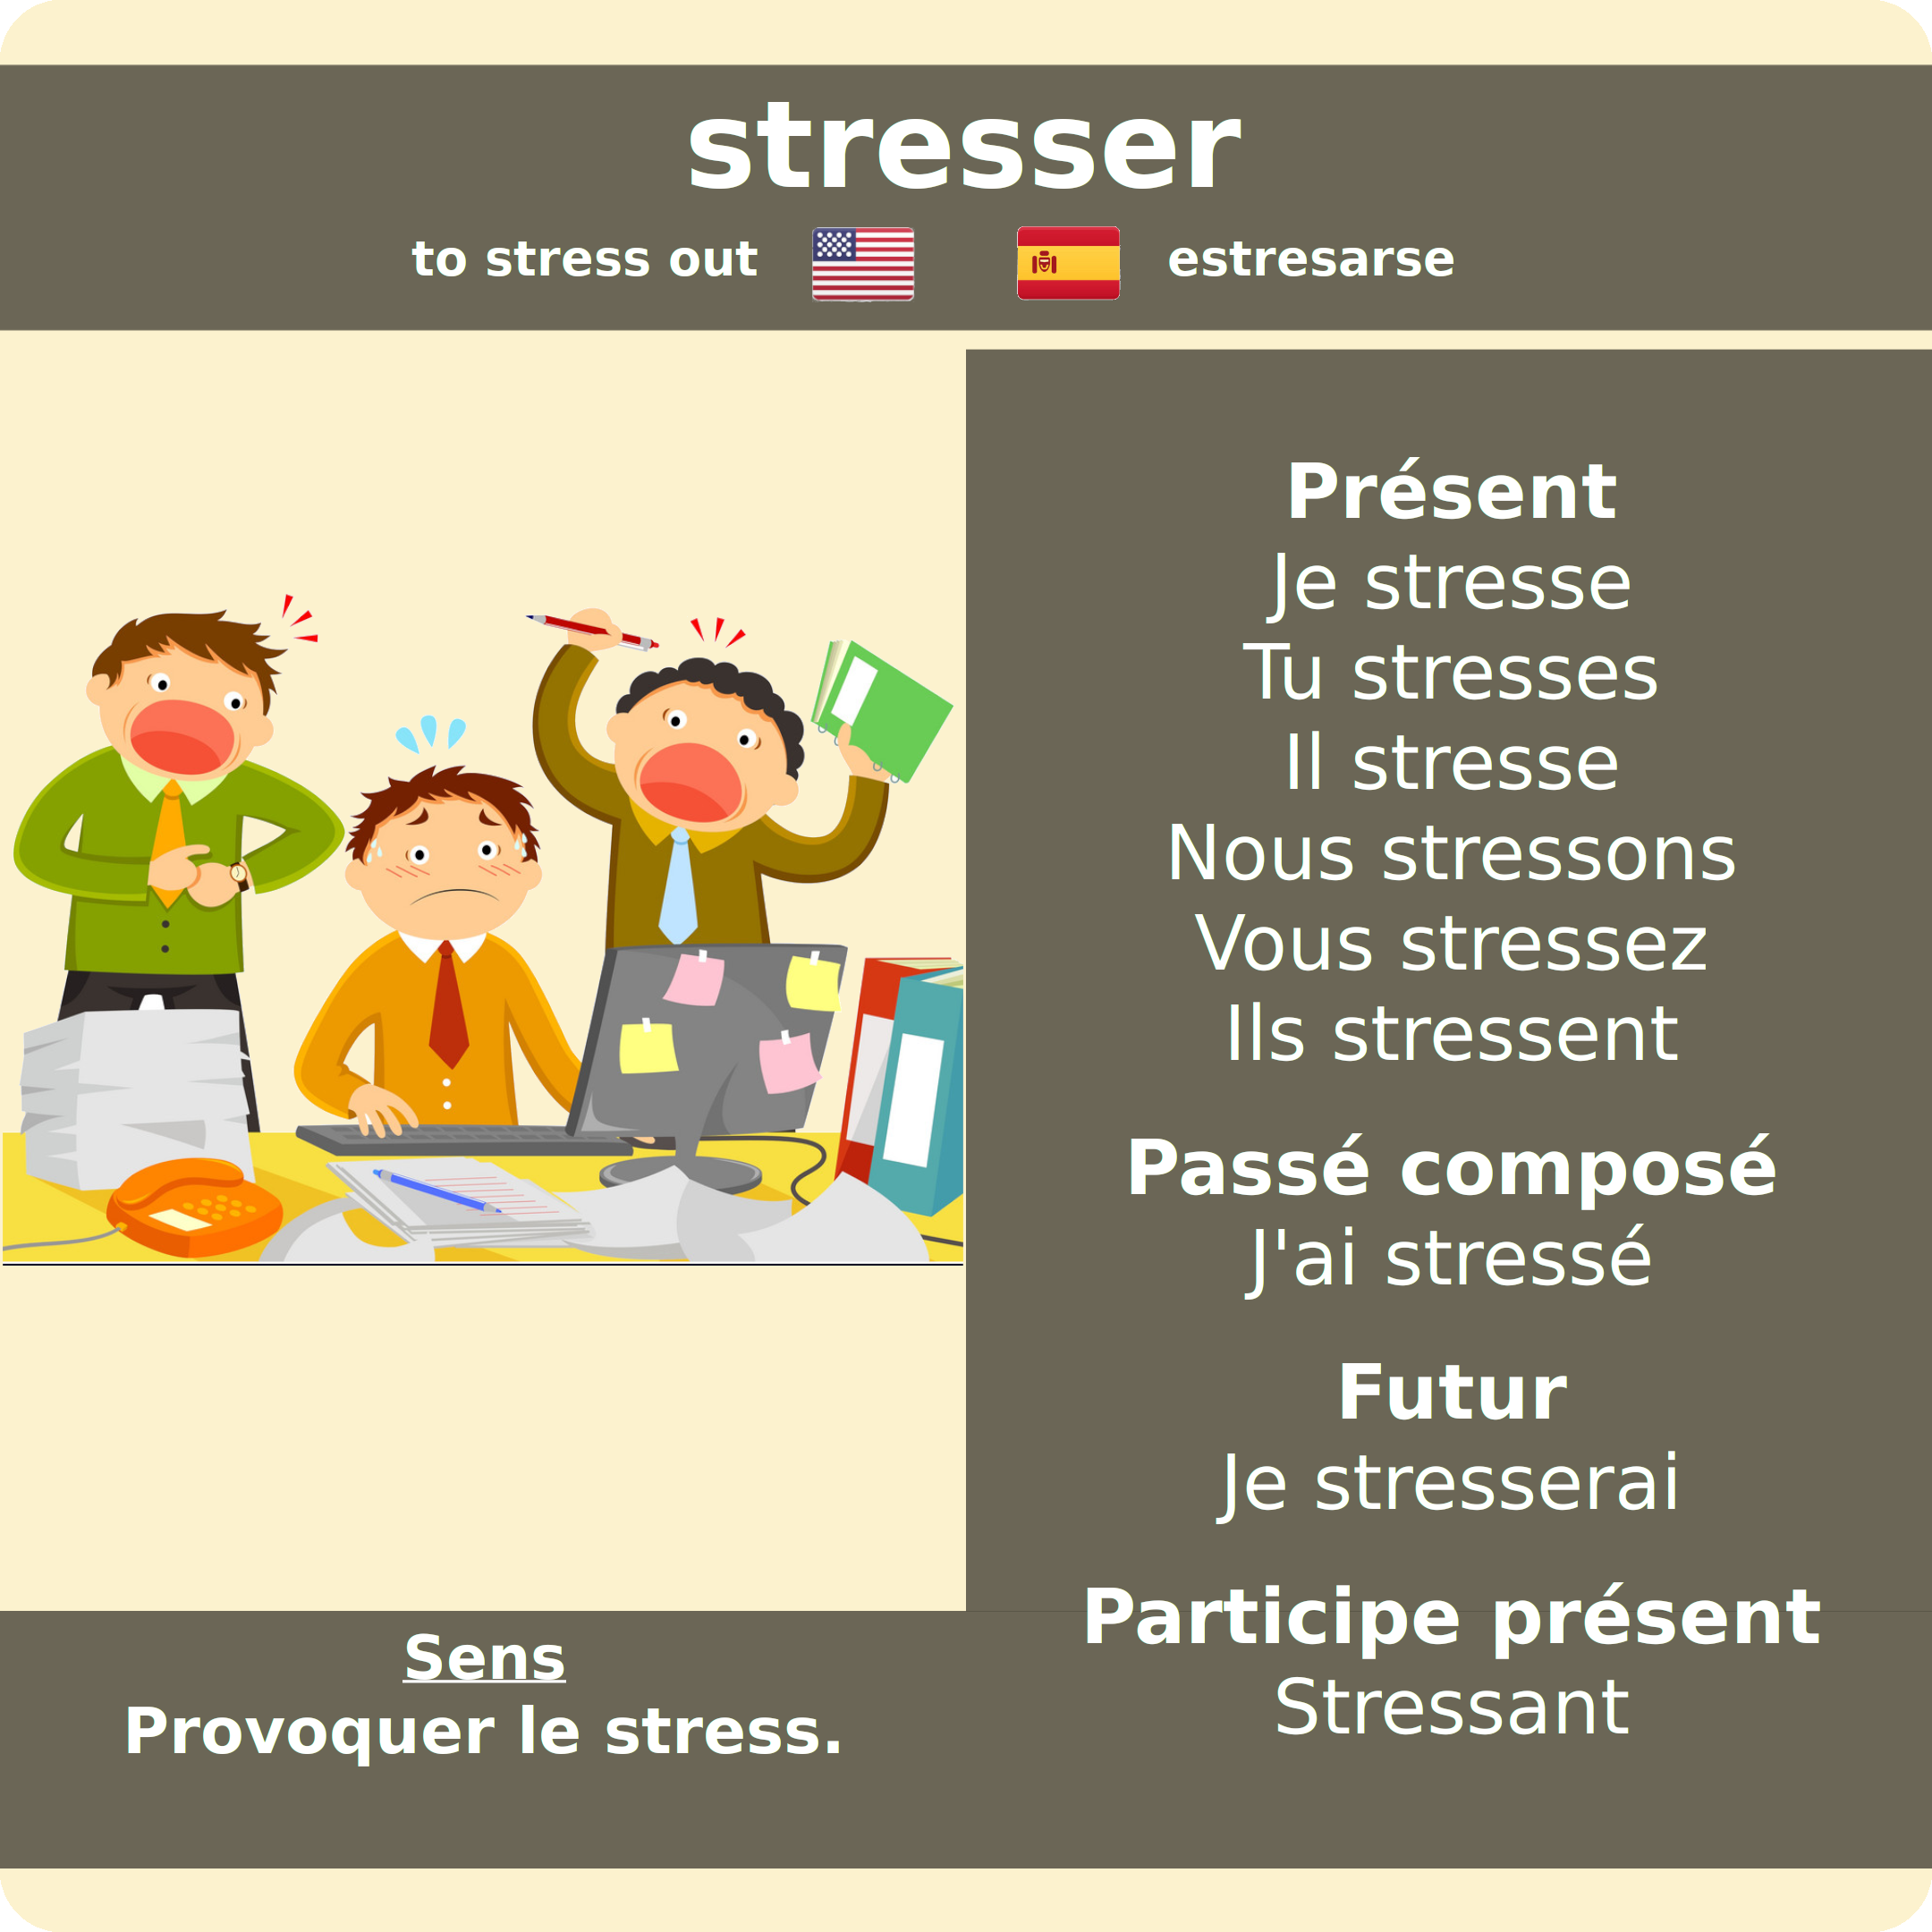 stresser
to stress out
estresarse
Présent
Je stresse
Tu stresses
Il stresse
Nous stressons
Vous stressez
Ils stressent
Passé composé
J'ai stressé
Futur
Je stresserai
Participe présent
Stressant
Sens
Provoquer le stress.